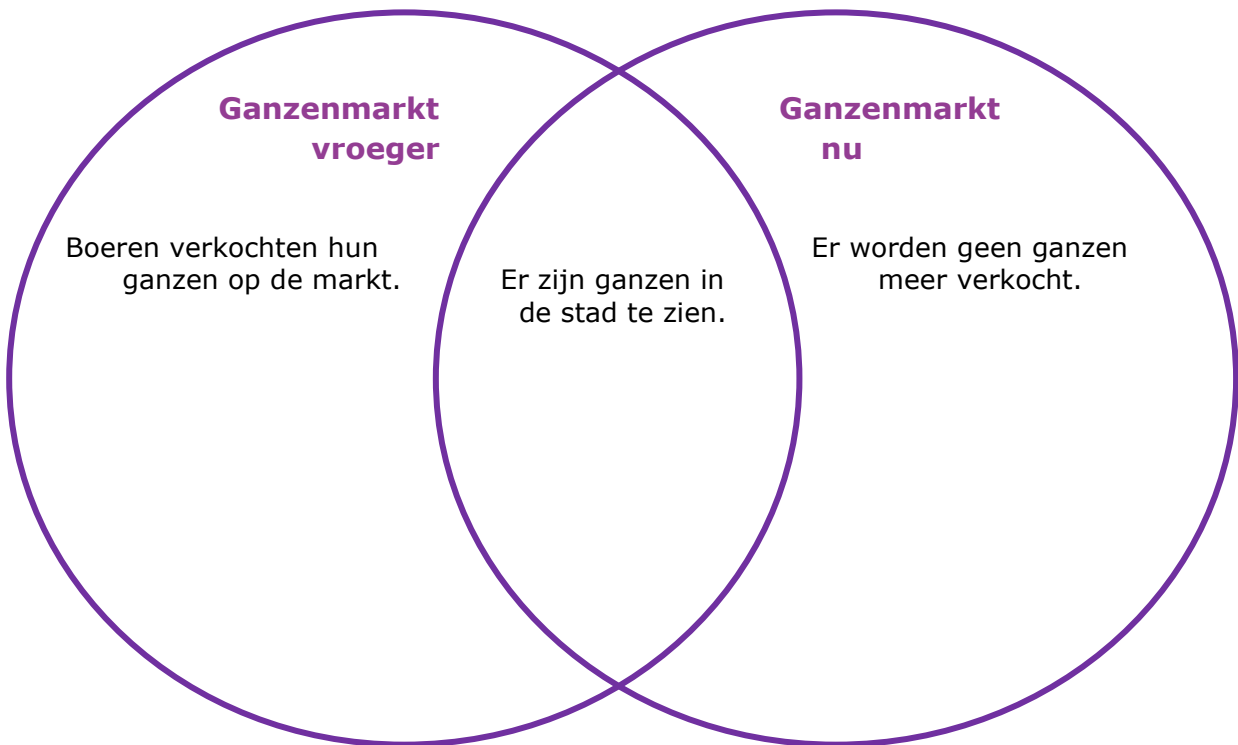 Ganzenmarkt
vroeger
Ganzenmarkt
nu
Boeren verkochten hun
ganzen op de markt.
Er zijn ganzen in
de stad te zien.
Er worden geen ganzen
meer verkocht.